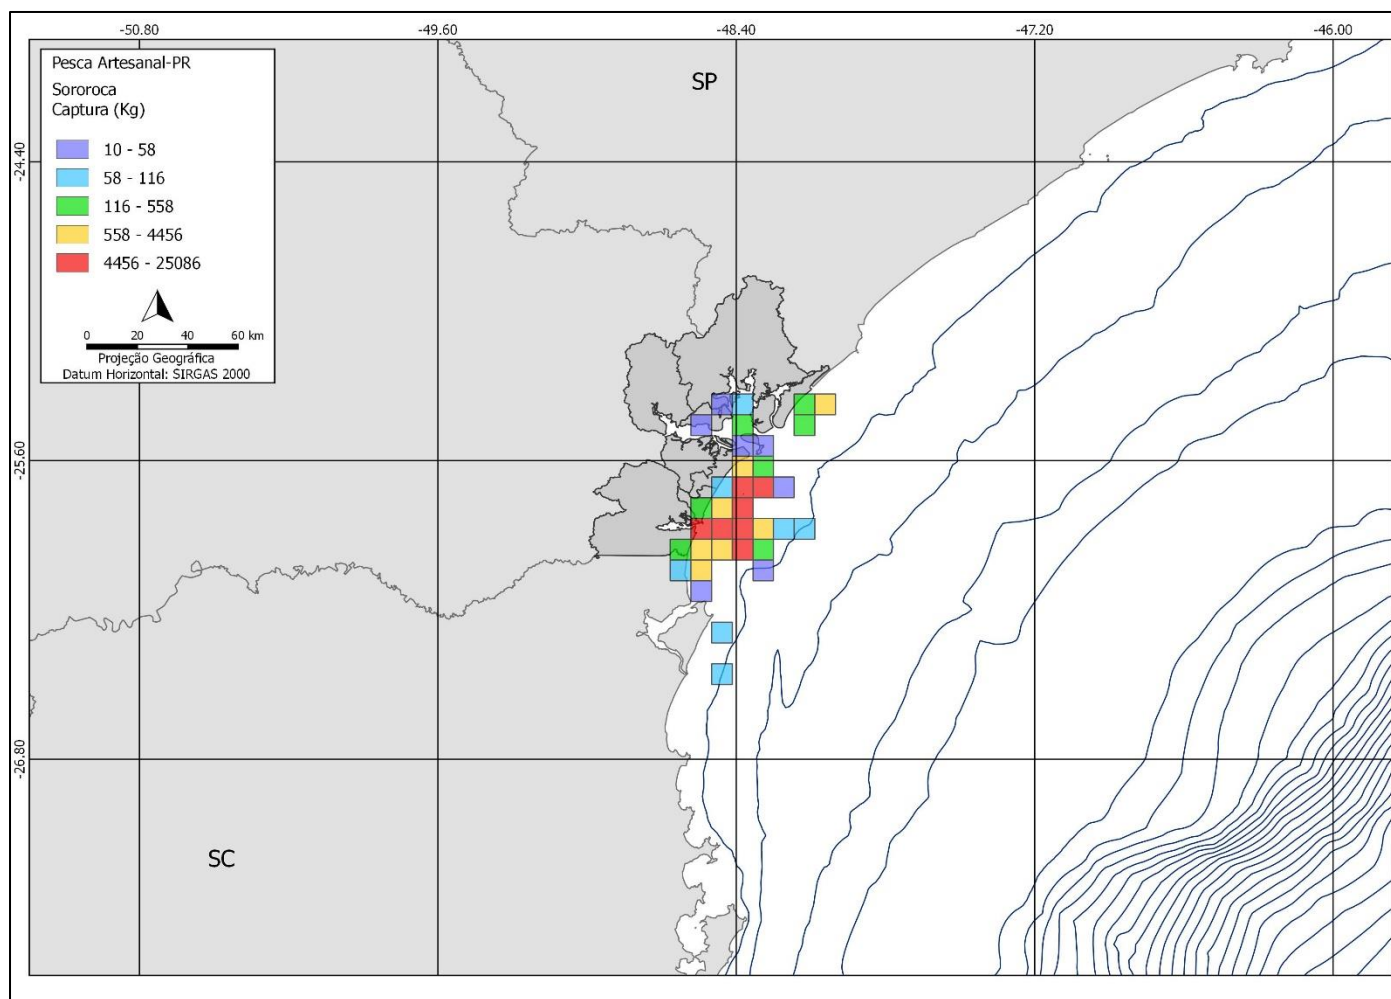 -50.80 -49.60 -48.40 -47.20 -46.00
Pesca Artesanal-PR
Sororoca
Captura (Kg)
10 - 58
58 - 116
116 - 558
558 - 4456
4456 - 25086
0 20 40 60 km
Projeção Geográfica
Datum Horizontal: SIRGAS 2000
SP
-24.40
-25.60
-26.80
SC